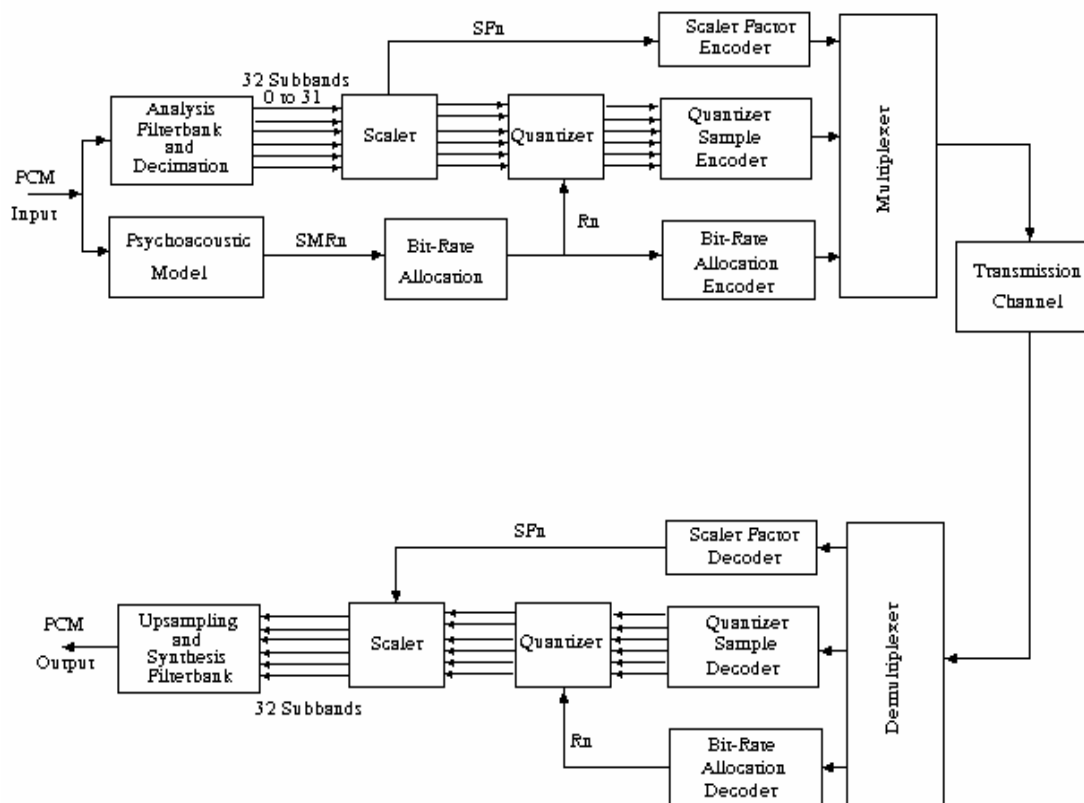 SFn
Scaler Factor
Encoder
32 Subbands
0 to 31
Analysis
Filterbank
and
Decimation
Scaler
Quantizer
Quantizer
Sample
Encoder
Multiplexer
PCM
Input
Psychoacoustic
Model
SMRn
Bit-Rate
Allocation
Rn
Bit-Rate
Allocation
Encoder
Transmission
Channel
SFn
Scaler Factor
Decoder
PCM
Output
Upsampling
and
Synthesis
Filterbank
32 Subbands
Scaler
Quantizer
Quantizer
Sample
Decoder
Demultiplexer
Rn
Bit-Rate
Allocation
Decoder